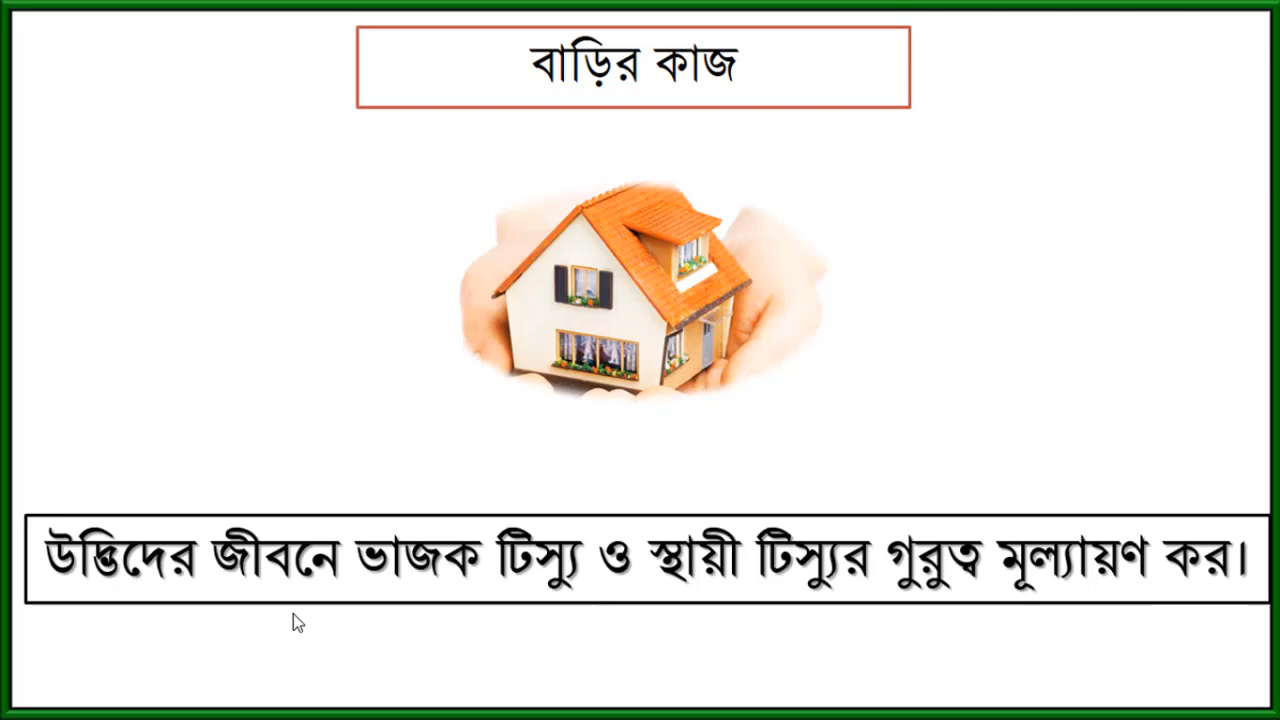 বাড়ির কাজ
উদ্ভিদের জীবনে ভাজক টিস্যু ও স্থায়ী টিস্যুর গুরুত্ব মূল্যায়ণ কর।